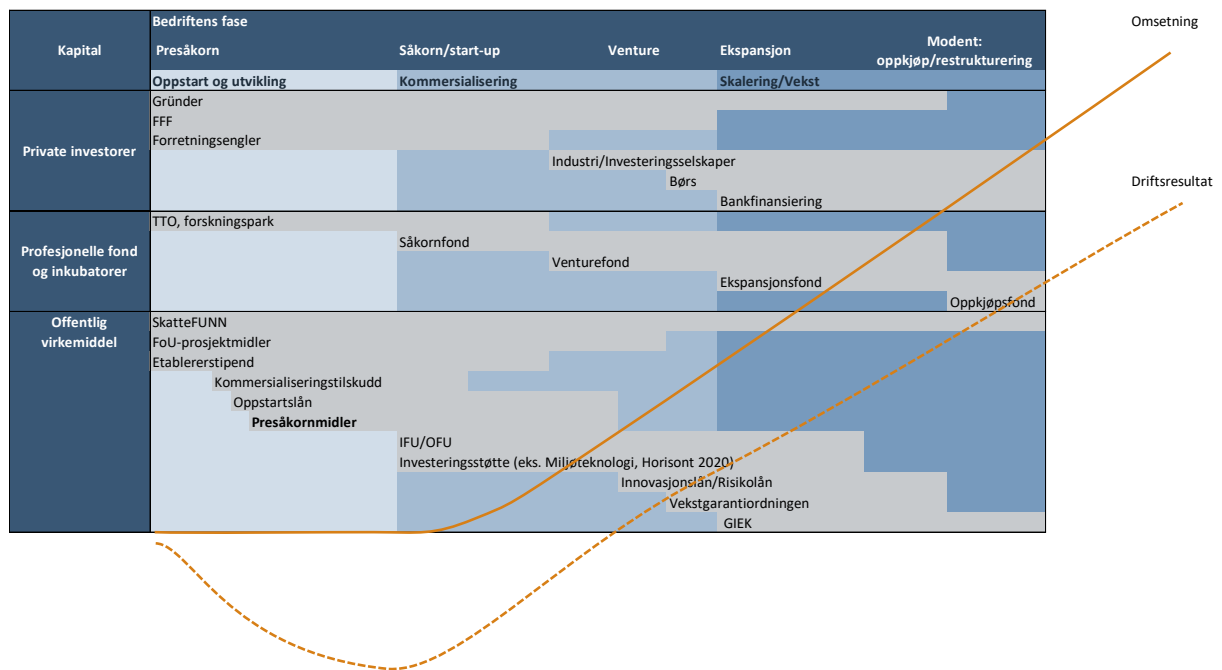 Bedriftens fase
Omsetning
Kapital
Presåkorn
Såkorn/start-up
Venture
Ekspansjon
Modent:
oppkjøp/restrukturering
Oppstart og utvikling
Kommersialisering
Skalering/Vekst
Private investorer
Gründer
FFF
Forretningsengler
Industri/Investeringsselskaper
Børs
Bankfinansiering
Driftsresultat
Profesjonelle fond
og inkubatorer
TTO, forskningspark
Såkornfond
Venturefond
Ekspansjonsfond
Oppkjøpsfond
Offentlig
virkemiddel
SkatteFUNN
FoU-prosjektmidler
Etablererstipend
Kommersialiseringstilskudd
Oppstartslån
Presåkornmidler
IFU/OFU
Investeringsstøtte (eks. Miljøteknologi, Horisont 2020)
Innovasjonslån/Risikolån
Vekstgarantiordningen
GIEK